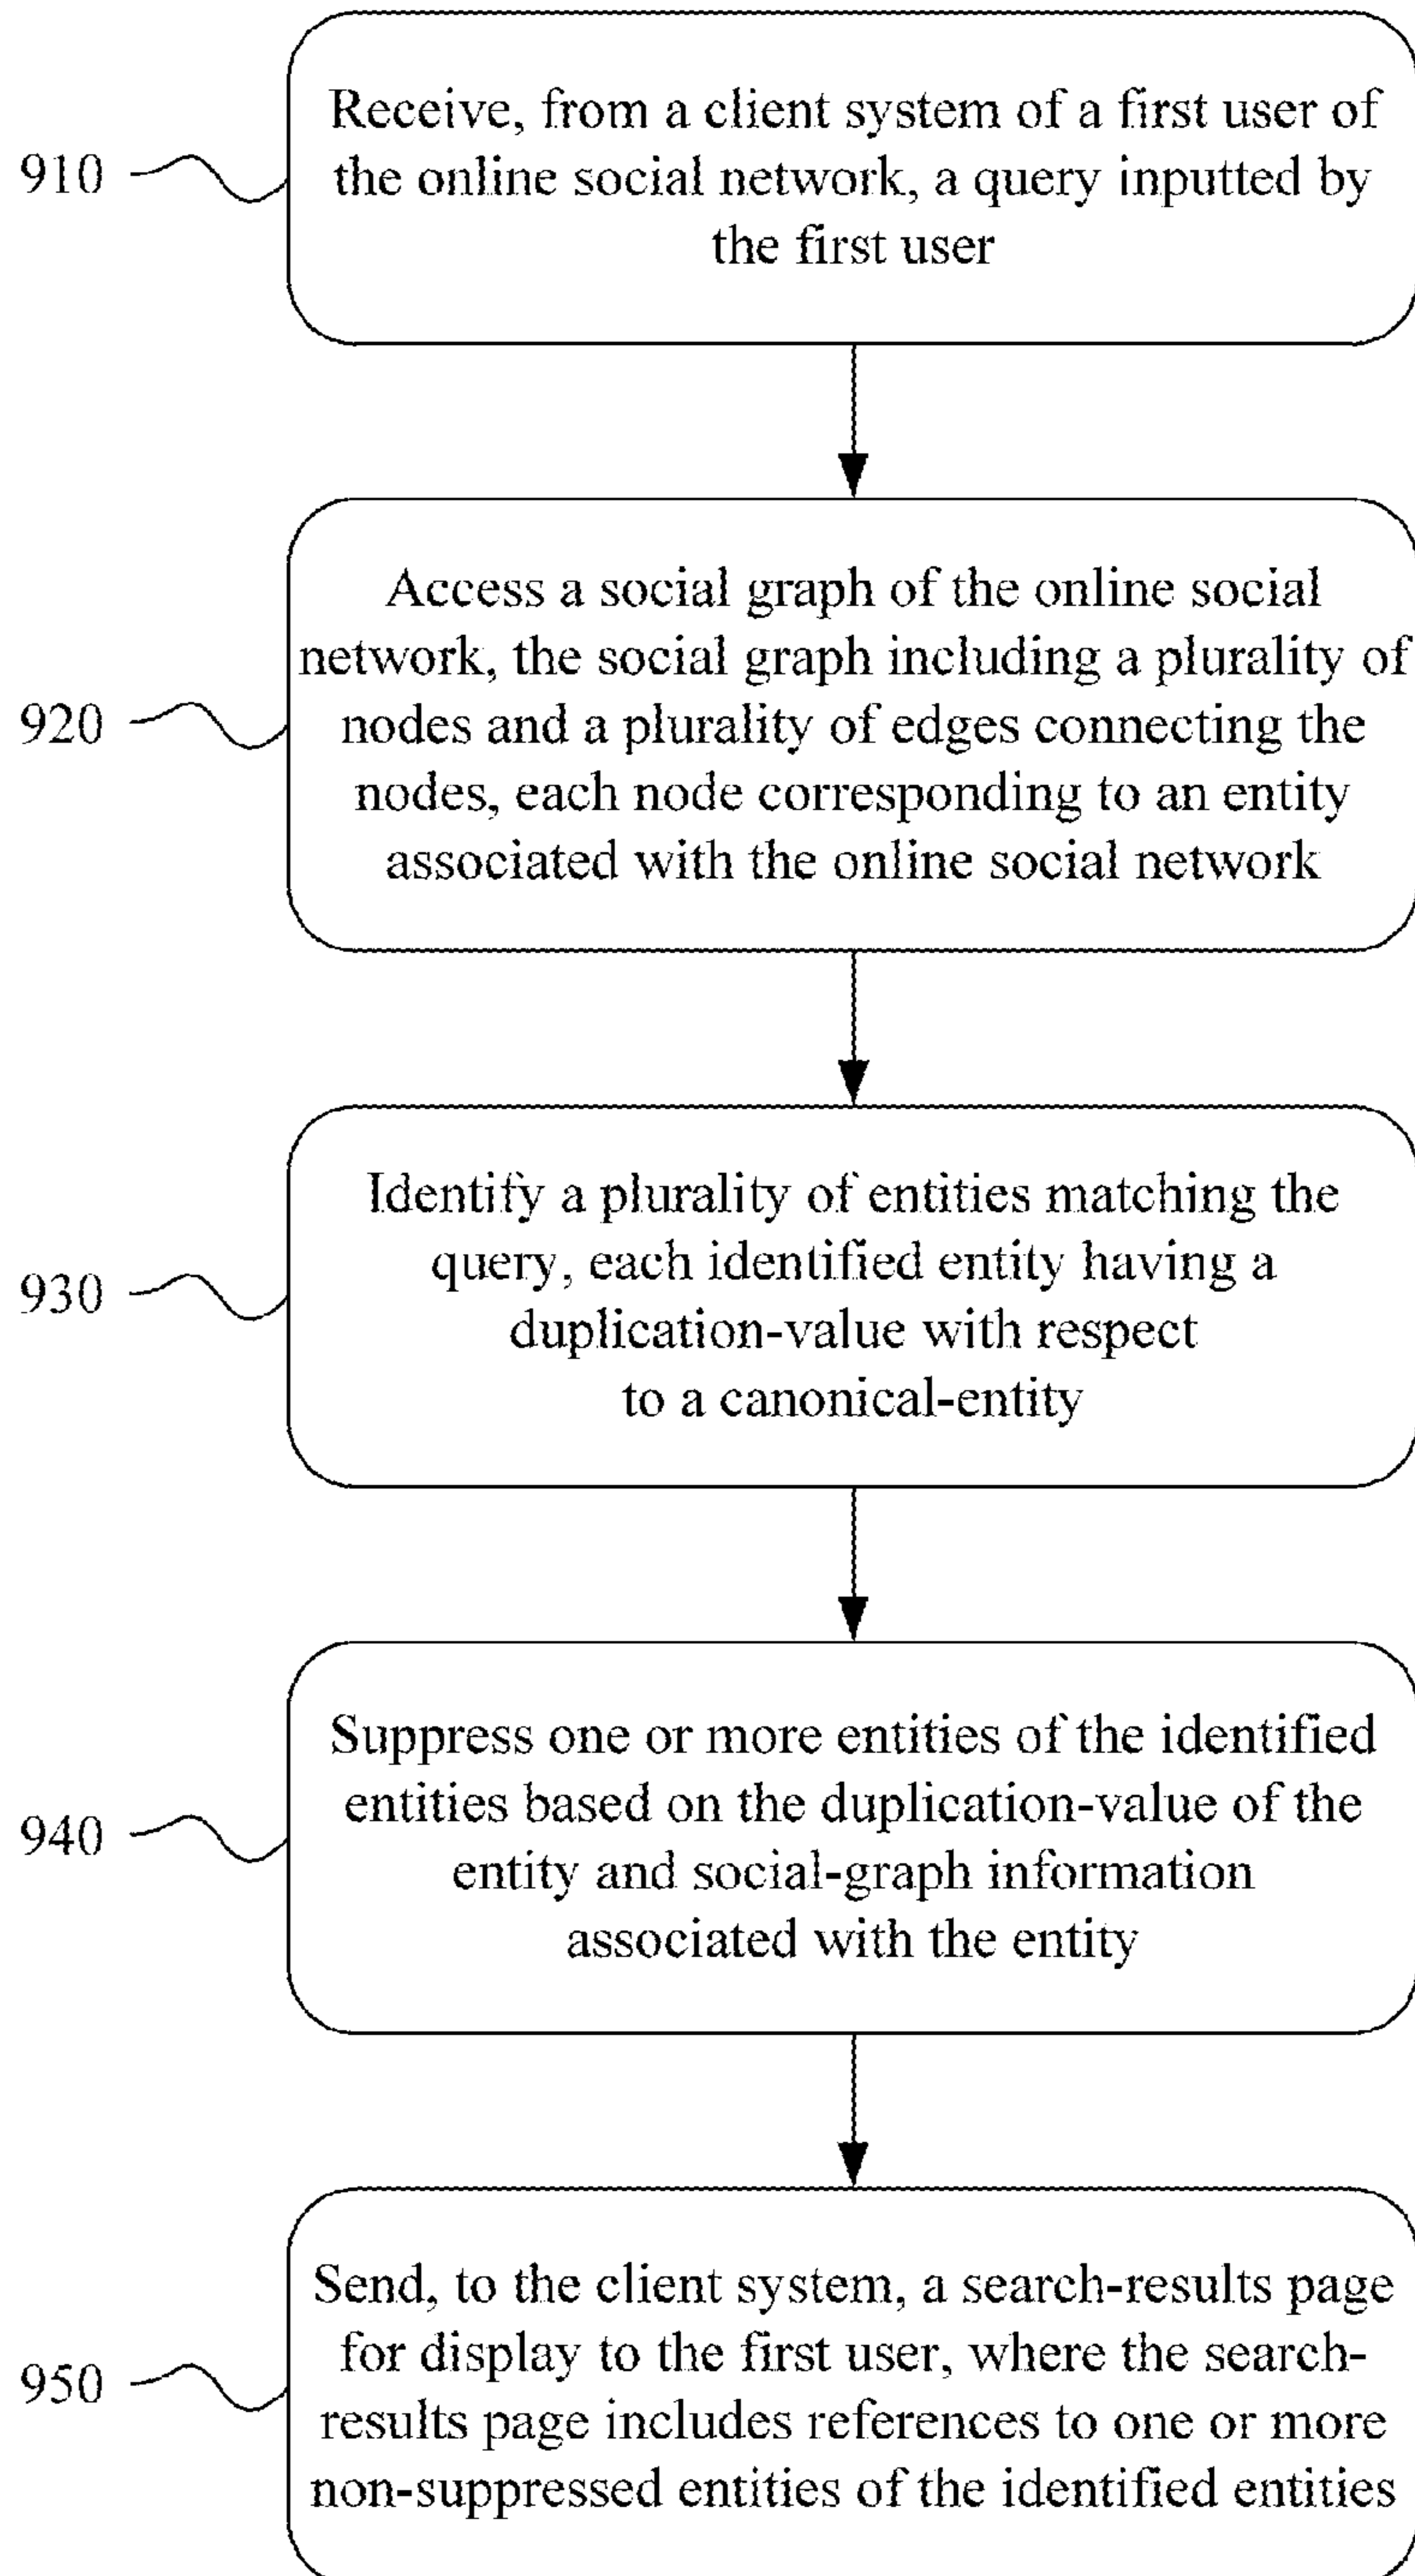 910
Receive, from a client system of a first user of
the online social network, a query inputted by
the first user
920
Access a social graph of the online social
network, the social graph including a plurality of
nodes and a plurality of edges connecting the
nodes, each node corresponding to an entity
associated with the online social network
930
Identify a plurality of entities matching the
query, each identified entity having a
duplication-value with respect
to a canonical-entity
940
Suppress one or more entities of the identified
entities based on the duplication-value of the
entity and social-graph information
associated with the entity
950
Send, to the client system, a search-results page
for display to the first user, where the search-
results page includes references to one or more
non-suppressed entities of the identified entities